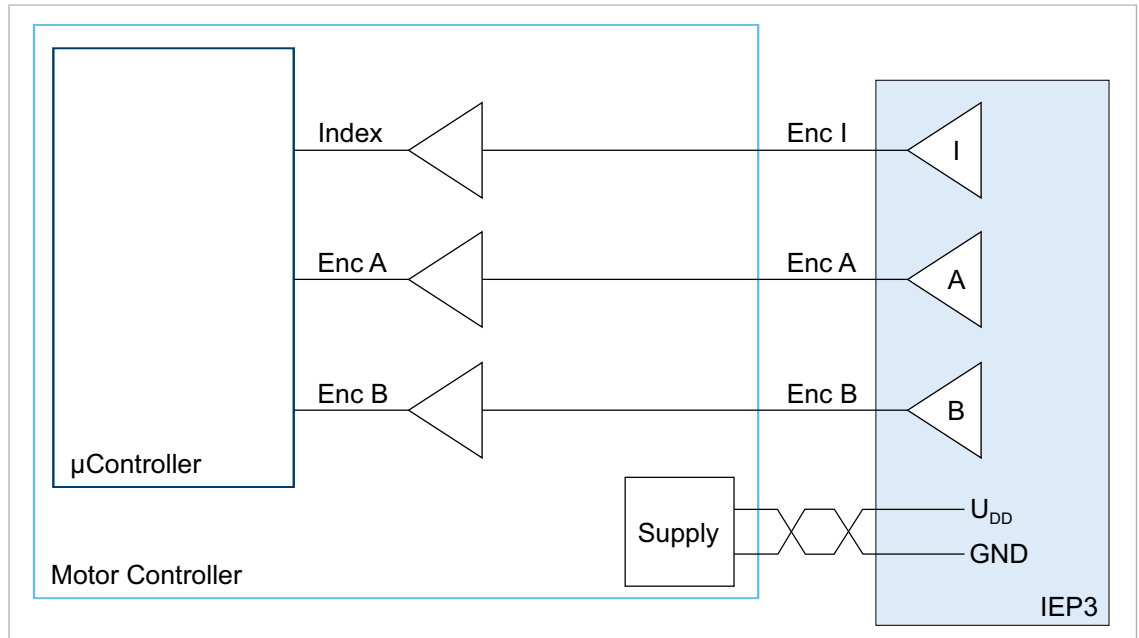 Index
Enc I
I
Enc A
Enc A
A
Enc B
Enc B
B
µController
Supply
U_DD
GND
Motor Controller
IEP3